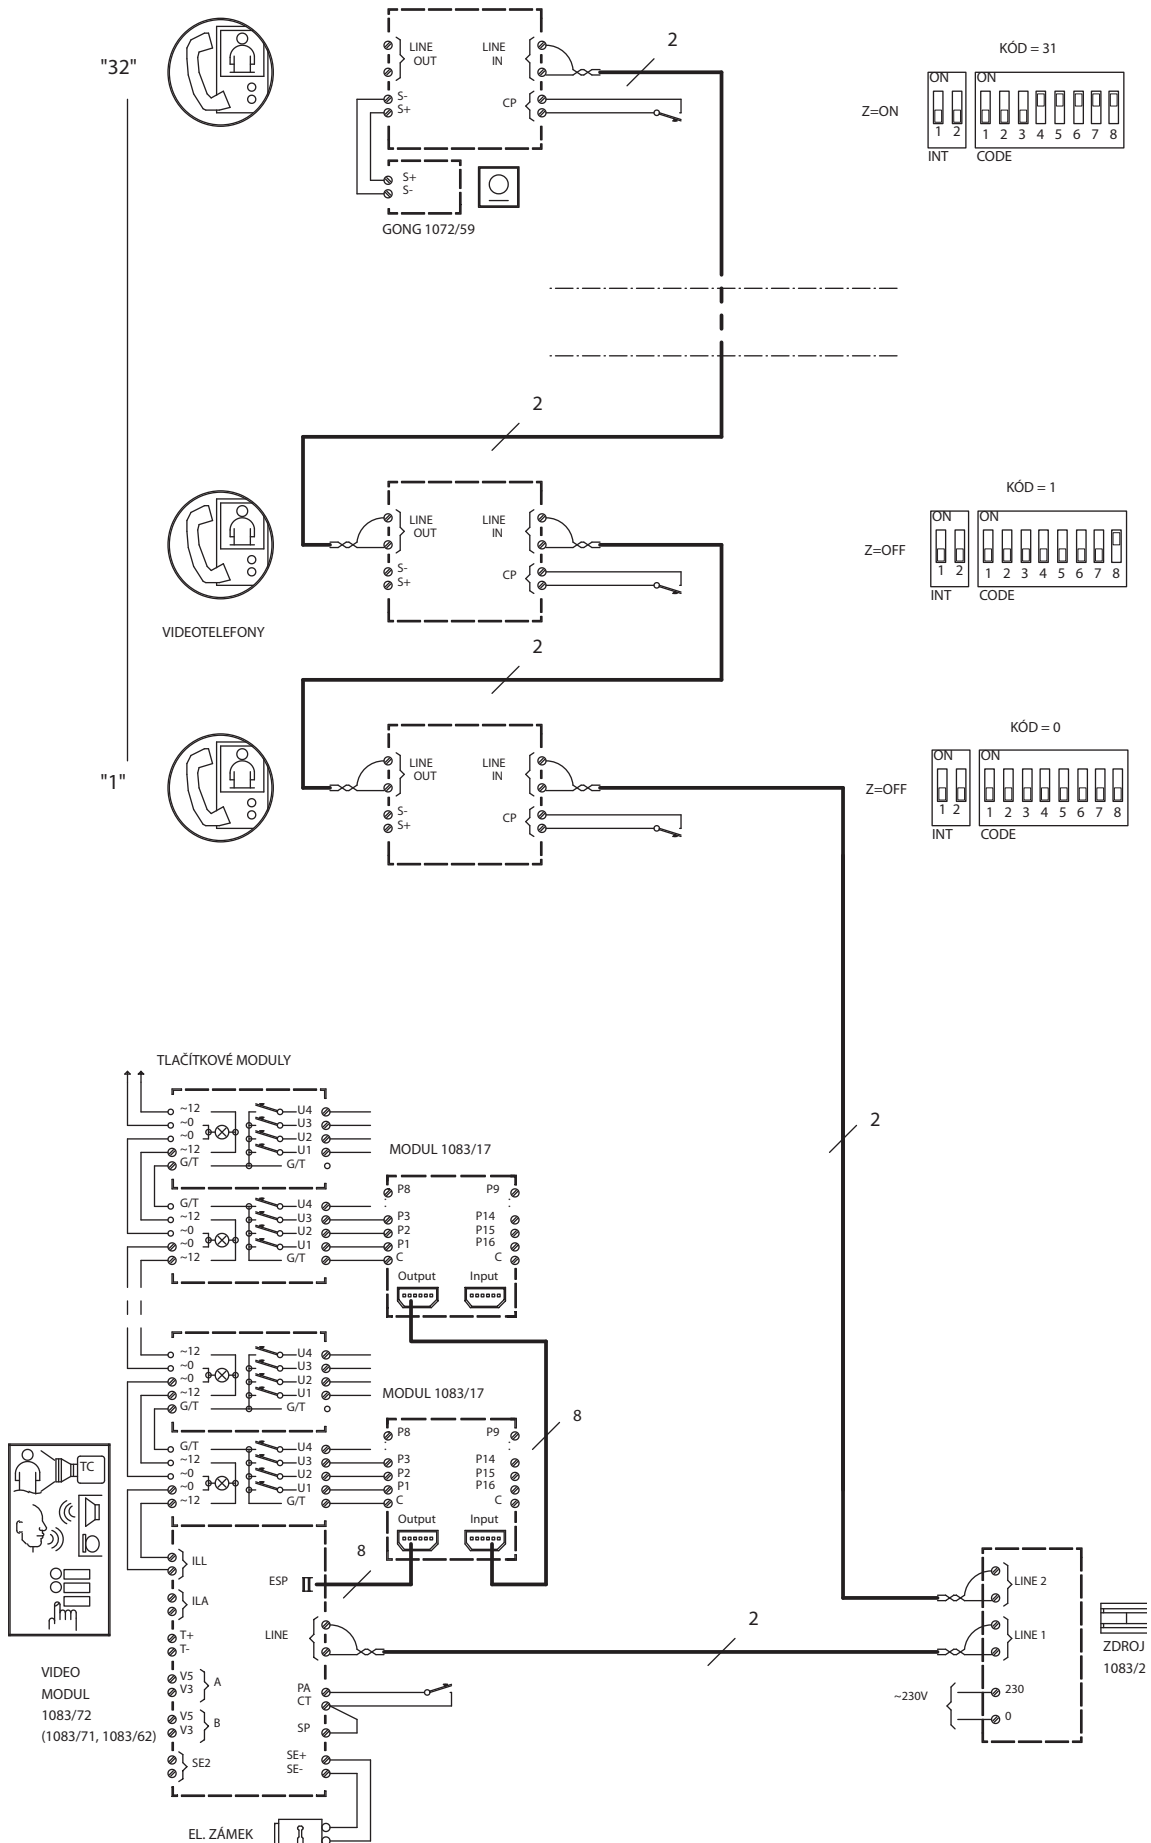 "32"
LINE
OUT
LINE
IN
S-
S+
CP
2
KÓD = 31
Z=ON
ON
ON
1 2
1 2 3 4 5 6 7 8
INT
CODE
S+
S-
GONG 1072/59
2
KÓD = 1
LINE
OUT
LINE
IN
S-
S+
CP
Z=OFF
ON
ON
1 2
1 2 3 4 5 6 7 8
INT
CODE
VIDEOTELEFONY
2
KÓD = 0
"1"
LINE
OUT
LINE
IN
S-
S+
CP
Z=OFF
ON
ON
1 2
1 2 3 4 5 6 7 8
INT
CODE
TLAČÍTKOVÉ MODULY
~12
~0
~0
~12
G/T
U4
U3
U2
U1
G/T
2
MODUL 1083/17
G/T
~12
~0
~0
~12
U4
U3
U2
U1
G/T
P8
P3
P2
P1
C
P9
P14
P15
P16
C
Output
Input
~12
~0
~0
~12
G/T
U4
U3
U2
U1
G/T
MODUL 1083/17
8
G/T
~12
~0
~0
~12
U4
U3
U2
U1
G/T
P8
P3
P2
P1
C
P9
P14
P15
P16
C
Output
Input
TC
ILL
ILA
T+
T-
V5
V3
A
V5
V3
B
SE2
ESP
8
LINE
PA
CT
SP
SE+
SE-
2
VIDEO
MODUL
1083/72
(1083/71, 1083/62)
LINE 2
LINE 1
230
0
~230V
ZDROJ
1083/2
EL. ZÁMEK